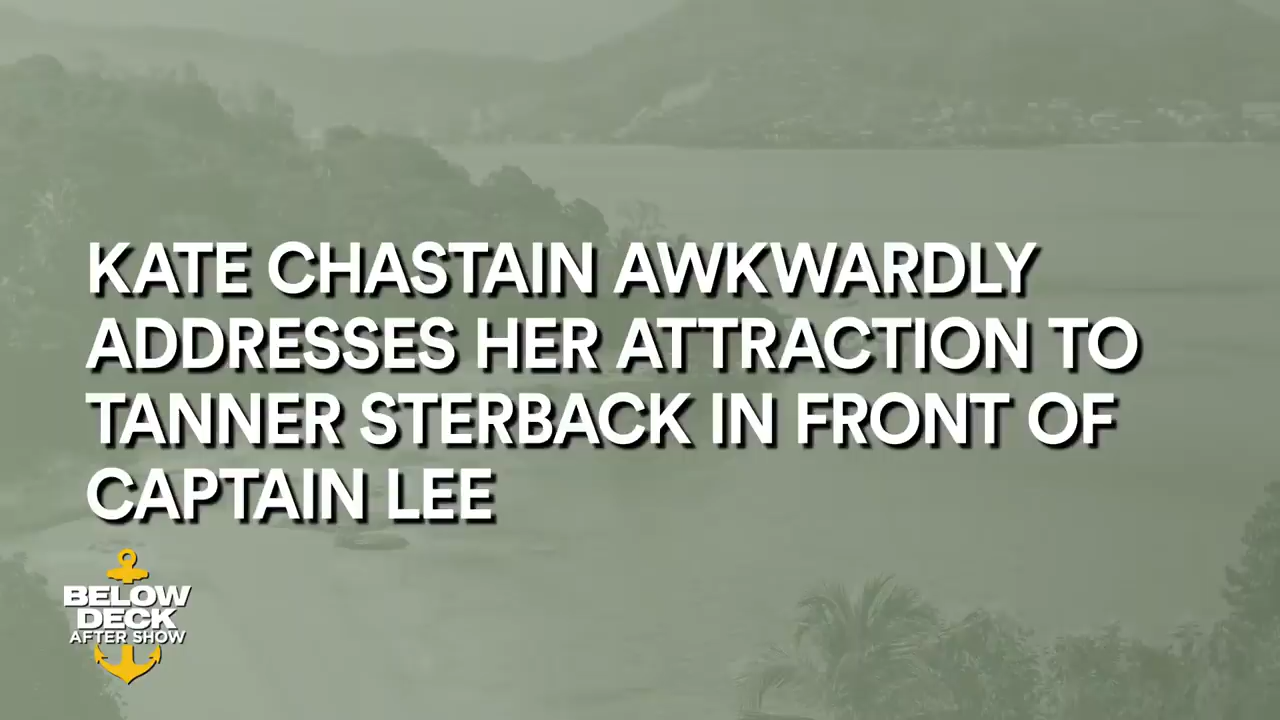 KATE CHASTAIN AWKWARDLY
ADDRESSES HER ATTRACTION TO
TANNER STERBACK IN FRONT OF
CAPTAIN LEE
BELOW
DECK
AFTER SHOW